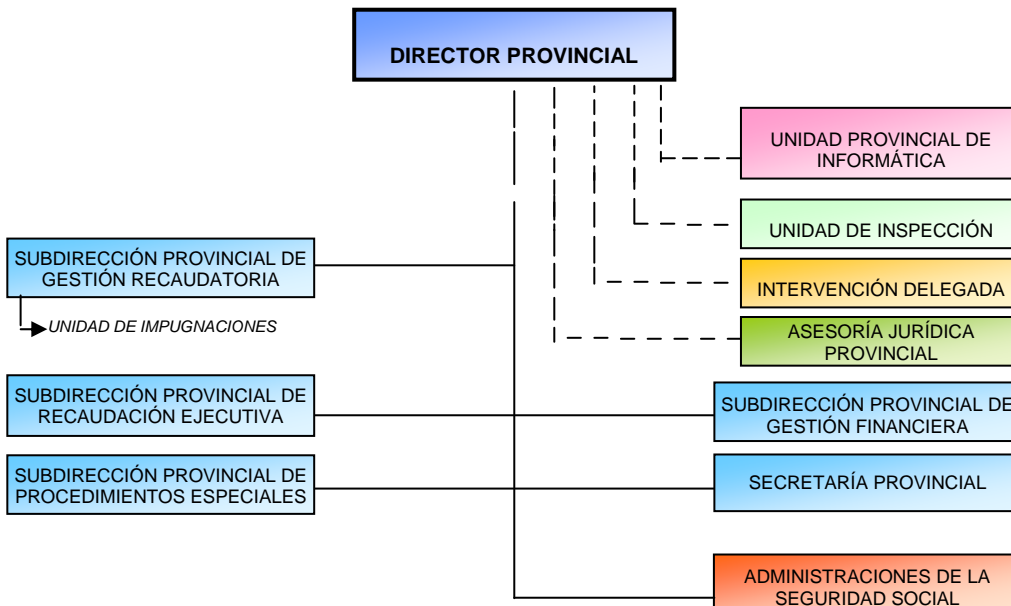 DIRECTOR PROVINCIAL
UNIDAD PROVINCIAL DE
INFORMÁTICA
UNIDAD DE INSPECCIÓN
SUBDIRECCIÓN PROVINCIAL DE
GESTIÓN RECAUDATORIA
INTERVENCIÓN DELEGADA
UNIDAD DE IMPUGNACIONES
ASESORÍA JURÍDICA
PROVINCIAL
SUBDIRECCIÓN PROVINCIAL DE
RECAUDACIÓN EJECUTIVA
SUBDIRECCIÓN PROVINCIAL DE
GESTIÓN FINANCIERA
SUBDIRECCIÓN PROVINCIAL DE
PROCEDIMIENTOS ESPECIALES
SECRETARÍA PROVINCIAL
ADMINISTRACIONES DE LA
SEGURIDAD SOCIAL